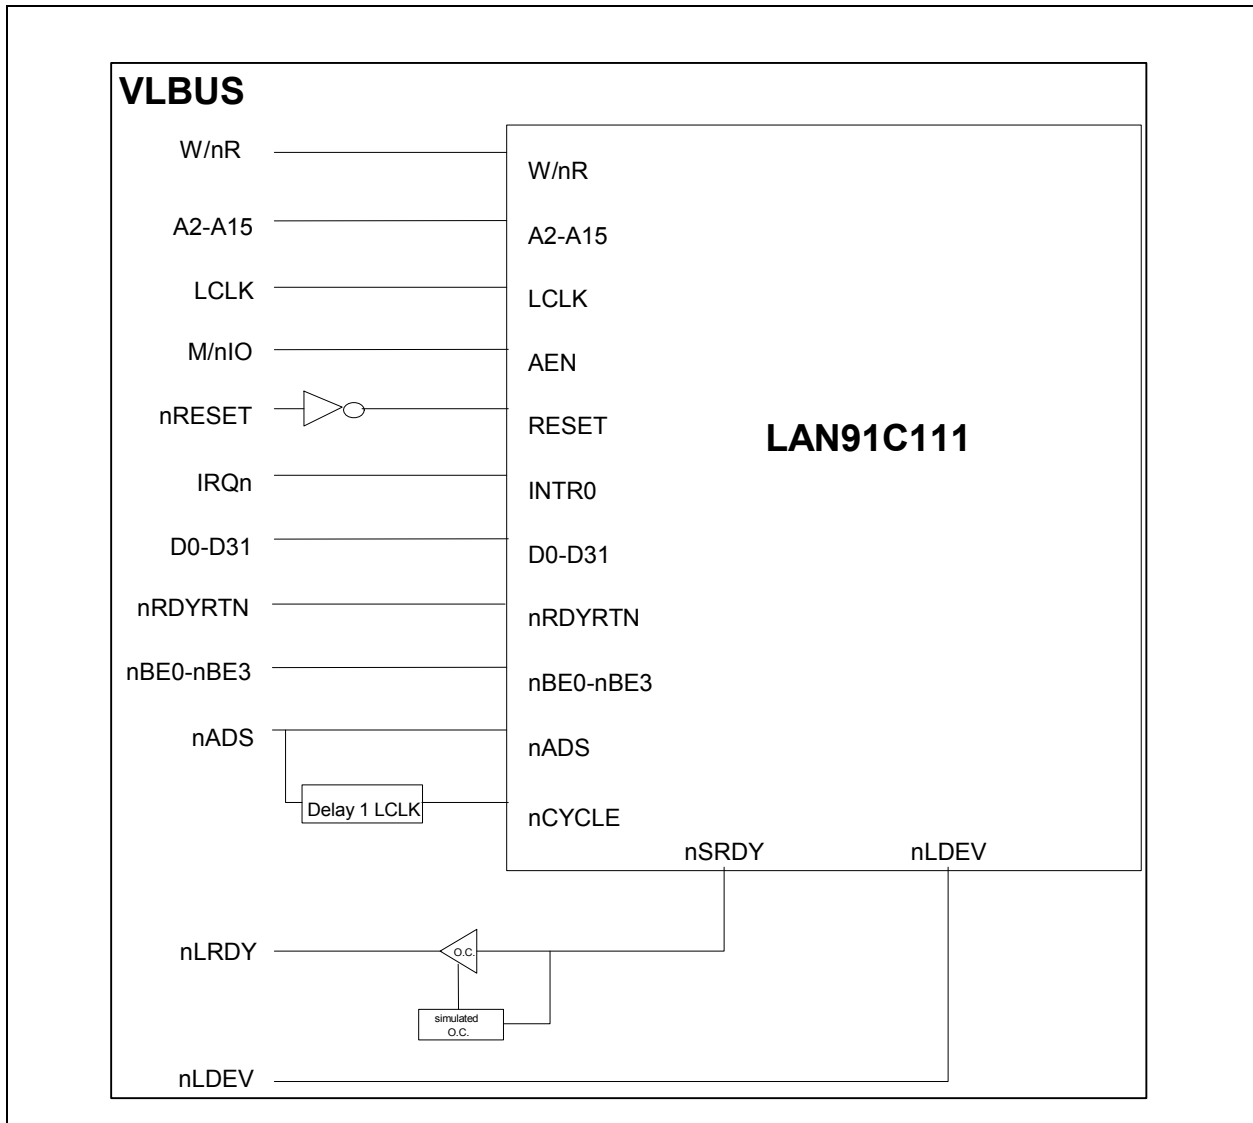 VLBUS
W/nR
W/nR
A2-A15
A2-A15
LCLK
LCLK
M/nIO
AEN
nRESET
RESET
LAN91C111
IRQn
INTR0
D0-D31
D0-D31
nRDYRTN
nRDYRTN
nBE0-nBE3
nBE0-nBE3
nADS
nADS
Delay 1 LCLK
nCYCLE
nSRDY
nLDEV
nLRDY
O.C.
simulated
O.C.
nLDEV